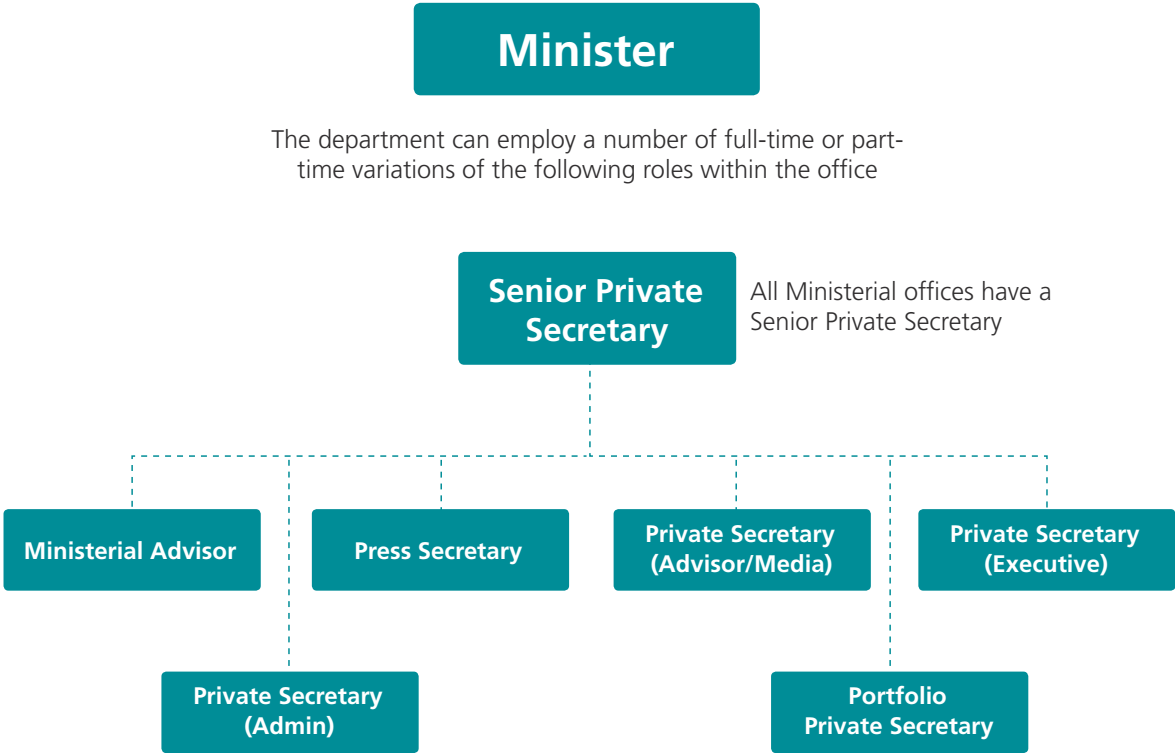 Minister
The department can employ a number of full-time or part-
time variations of the following roles within the office
Senior Private
Secretary
All Ministerial offices have a
Senior Private Secretary
Ministerial Advisor
Press Secretary
Private Secretary
(Advisor/Media)
Private Secretary
(Executive)
Private Secretary
(Admin)
Portfolio
Private Secretary